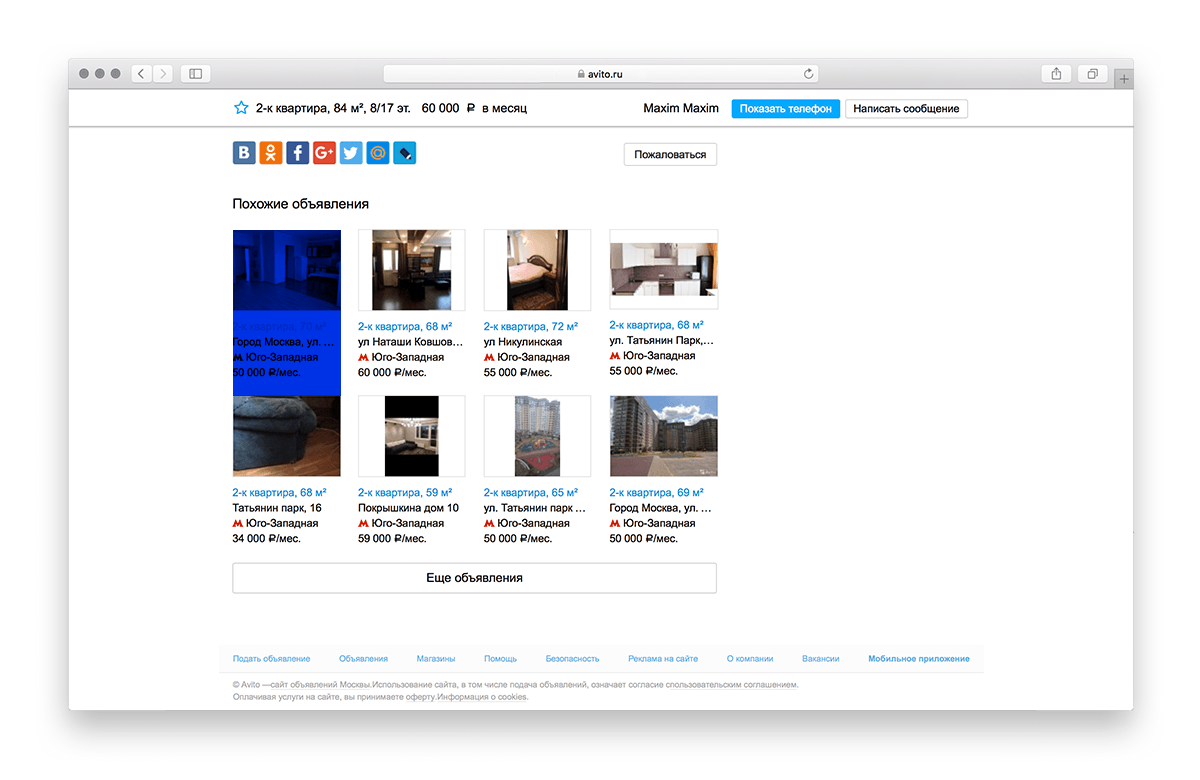 avito.ru
2-к квартира, 84 м², 8/17 эт. 60 000 ₽ в месяц
Maxim Maxim
Показать телефон
Написать сообщение
Пожаловаться
Похожие объявления
2-к квартира, 70 м²
Город Москва, ул. ...
Юго-Западная
50 000 ₽/мес.
2-к квартира, 68 м²
ул Наташи Ковшов...
Юго-Западная
60 000 ₽/мес.
2-к квартира, 72 м²
ул Никулинская
Юго-Западная
55 000 ₽/мес.
2-к квартира, 68 м²
ул. Татьянин Парк,...
Юго-Западная
55 000 ₽/мес.
2-к квартира, 68 м²
Татьянин парк, 16
Юго-Западная
34 000 ₽/мес.
2-к квартира, 59 м²
Покрышкина дом 10
Юго-Западная
59 000 ₽/мес.
2-к квартира, 65 м²
ул. Татьянин парк ...
Юго-Западная
50 000 ₽/мес.
2-к квартира, 69 м²
Город Москва, ул. ...
Юго-Западная
50 000 ₽/мес.
Еще объявления
Подать объявление Объявления Магазины Помощь Безопасность Реклама на сайте О компании Вакансии Мобильное приложение
© Avito —сайт объявлений Москвы.Использование сайта, в том числе подача объявлений, означает согласие спользовательским соглашением.
Оплачивая услуги на сайте, вы принимаете оферту.Информация о cookies.